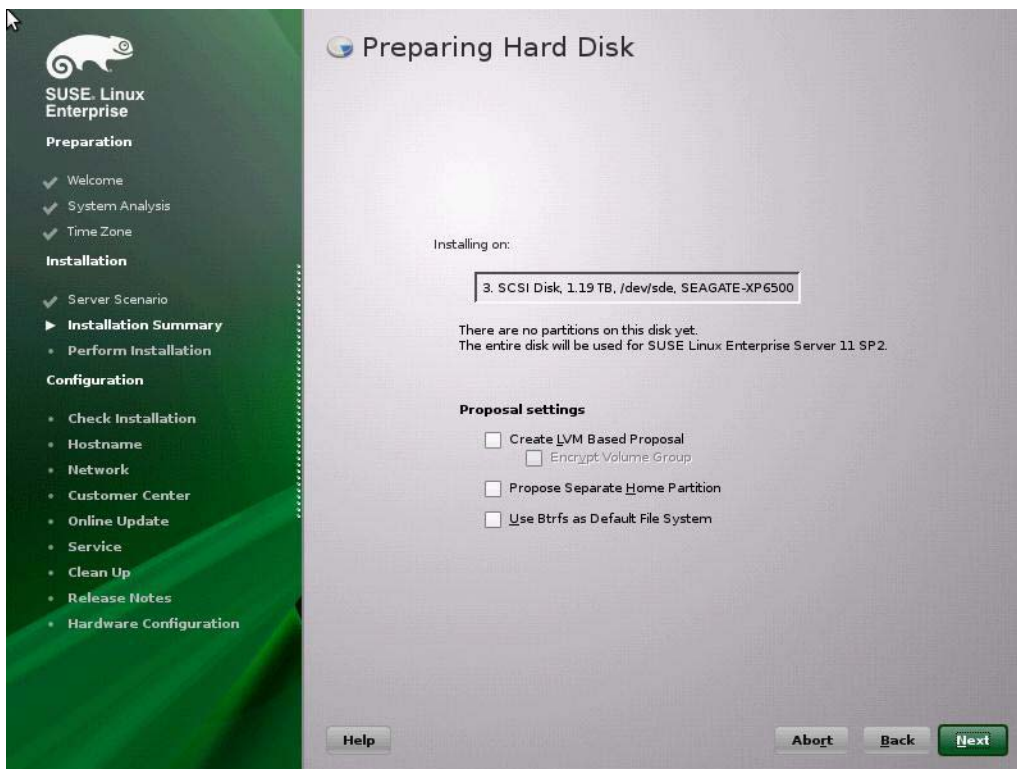 SUSE. Linux
Enterprise
Preparation
Welcome
System Analysis
Time Zone
Installation
Server Scenario
Installation Summary
Perform Installation
Configuration
Check Installation
Hostname
Network
Customer Center
Online Update
Service
Clean Up
Release Notes
Hardware Configuration
Preparing Hard Disk
Installing on:
3. SCSI Disk, 1.19 TB, /dev/sde, SEAGATE-XP6500
There are no partitions on this disk yet.
The entire disk will be used for SUSE Linux Enterprise Server 11 SP2.
Proposal settings
Create LVM Based Proposal
Encrypt Volume Group
Propose Separate Home Partition
Use Btrfs as Default File System
Help
Abort
Back
Next